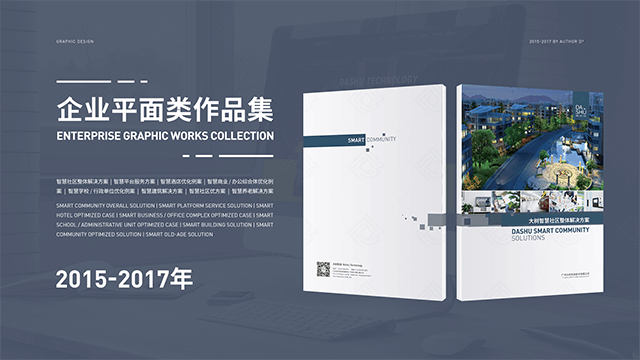 GRAPHIC DESIGN
2015-2017 BY AUTHOR D*
DASHU TECHNOLOGY
企业平面类作品集
ENTERPRISE GRAPHIC WORKS COLLECTION
智慧社区整体解决方案 | 智慧平台服务方案 | 智慧酒店优化案例 | 智慧商业 / 办公综合体优化例
案 | 智慧学校 / 行政单位优化例案 | 智慧建筑解决方案 | 智慧社区优方案 | 智慧养老解决方案
SMART COMMUNITY OVERALL SOLUTION | SMART PLATFORM SERVICE SOLUTION | SMART
HOTEL OPTIMIZED CASE | SMART BUSINESS / OFFICE COMPLEX OPTIMIZED CASE | SMART
SCHOOL / ADMINISTRATIVE UNIT OPTIMIZED CASE | SMART BUILDING SOLUTION | SMART
COMMUNITY OPTIMIZED SOLUTION | SMART OLD-AGE SOLUTION
2015-2017年
SMART COMMUNITY
DA
SHU
大树智慧社区整体解决方案
DASHU SMART COMMUNITY
SOLUTIONS